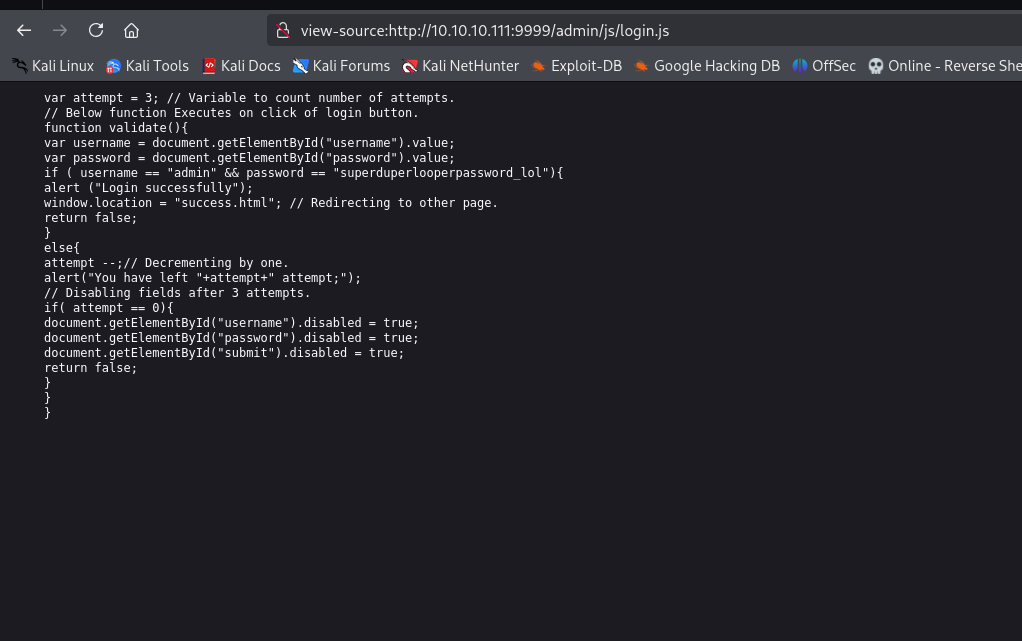 view-source:http://10.10.10.111:9999/admin/js/login.js
Kali Linux Kali Tools Kali Docs Kali Forums Kali NetHunter Exploit-DB Google Hacking DB OffSec Online - Reverse She
var attempt = 3; // Variable to count number of attempts.
// Below function Executes on click of login button.
function validate(){
var username = document.getElementById("username").value;
var password = document.getElementById("password").value;
if ( username == "admin" && password == "superduperlooperpassword_lol"){
alert ("Login successfully");
window.location = "success.html"; // Redirecting to other page.
return false;
}
else{
attempt --;// Decrementing by one.
alert("You have left "+attempt+" attempt;");
// Disabling fields after 3 attempts.
if( attempt == 0){
document.getElementById("username").disabled = true;
document.getElementById("password").disabled = true;
document.getElementById("submit").disabled = true;
return false;
}
}
}